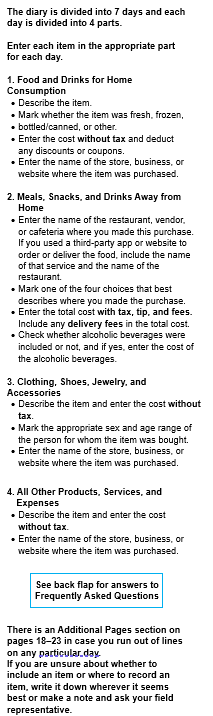 The diary is divided into 7 days and each
day is divided into 4 parts.
Enter each item in the appropriate part
for each day.
1. Food and Drinks for Home
Consumption
• Describe the item.
• Mark whether the item was fresh, frozen,
• bottled/canned, or other.
• Enter the cost without tax and deduct
any discounts or coupons.
• Enter the name of the store, business, or
website where the item was purchased.
2. Meals, Snacks, and Drinks Away from
Home
• Enter the name of the restaurant, vendor,
or cafeteria where you made this purchase.
If you used a third-party app or website to
order or deliver the food, include the name
of that service and the name of the
restaurant.
• Mark one of the four choices that best
describes where you made the purchase.
• Enter the total cost with tax, tip, and fees.
Include any delivery fees in the total cost.
• Check whether alcoholic beverages were
included or not, and if yes, enter the cost of
the alcoholic beverages.
3. Clothing, Shoes, Jewelry, and
Accessories
• Describe the item and enter the cost without
tax.
• Mark the appropriate sex and age range of
the person for whom the item was bought.
• Enter the name of the store, business, or
website where the item was purchased.
4. All Other Products, Services, and
Expenses
• Describe the item and enter the cost
without tax.
• Enter the name of the store, business, or
website where the item was purchased.
See back flap for answers to
Frequently Asked Questions
There is an Additional Pages section on
pages 18–23 in case you run out of lines
on any particular day.
If you are unsure about whether to
include an item or where to record an
item, write it down wherever it seems
best or make a note and ask your field
representative.